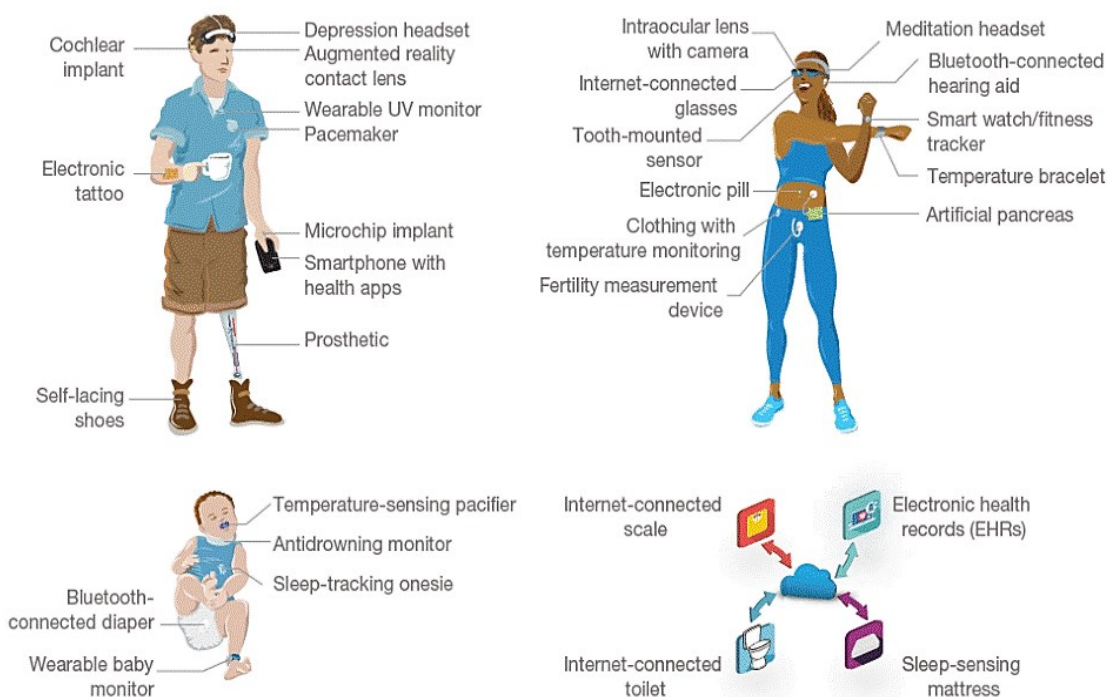 Cochlear
implant
Depression headset
Augmented reality
contact lens
Wearable UV monitor
Pacemaker
Electronic
tattoo
Microchip implant
Smartphone with
health apps
Prosthetic
Self-lacing
shoes
Intraocular lens
with camera
Meditation headset
Internet-connected
glasses
Bluetooth-connected
hearing aid
Tooth-mounted
sensor
Smart watch/fitness
tracker
Electronic pill
Temperature bracelet
Clothing with
temperature monitoring
Artificial pancreas
Fertility measurement
device
Temperature-sensing pacifier
Antidrowning monitor
Sleep-tracking onesie
Bluetooth-
connected diaper
Wearable baby
monitor
Internet-connected
scale
Electronic health
records (EHRs)
Internet-connected
toilet
Sleep-sensing
mattress